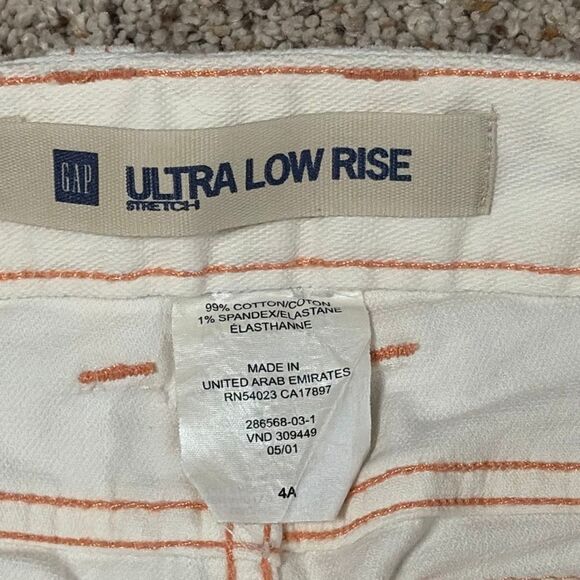 GAP
ULTRA LOW RISE
STRETCH
99% COTTON/COTON
1% SPANDEX/ELASTANE
ÉLASTHANNE
MADE IN
UNITED ARAB EMIRATES
RN54023 CA17897
286568-03-1
VND 309449
05/01
4A